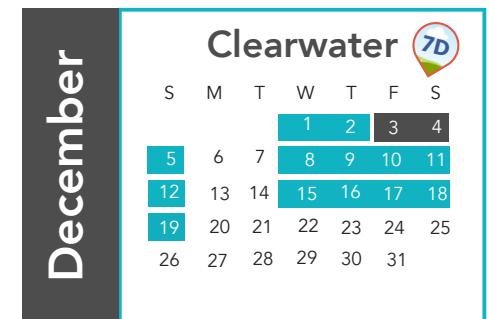 December
Clearwater 7D
S M T W T F S
1 2 3 4
5 6 7 8 9 10 11
12 13 14 15 16 17 18
19 20 21 22 23 24 25
26 27 28 29 30 31